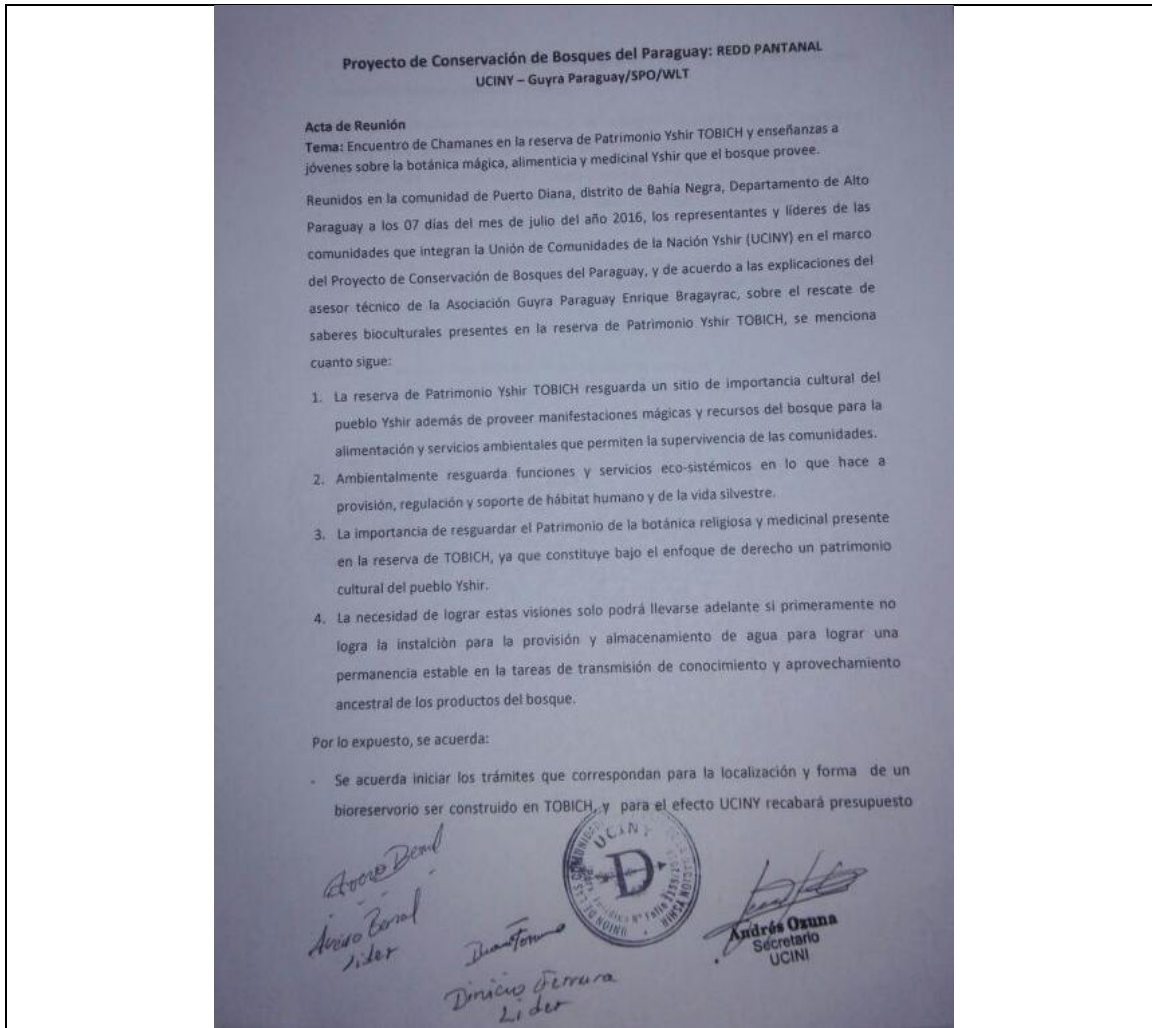 Proyecto de Conservación de Bosques del Paraguay: REDD PANTANAL
UCINY – Guyra Paraguay/SPO/WLT
Acta de Reunión
Tema: Encuentro de Chamanes en la reserva de Patrimonio Yshir TOBICH y enseñanzas a
jóvenes sobre la botánica mágica, alimenticia y medicinal Yshir que el bosque provee.
Reunidos en la comunidad de Puerto Diana, distrito de Bahía Negra, Departamento de Alto
Paraguay a los 07 días del mes de julio del año 2016, los representantes y líderes de las
comunidades que integran la Unión de Comunidades de la Nación Yshir (UCINY) en el marco
del Proyecto de Conservación de Bosques del Paraguay, y de acuerdo a las explicaciones del
asesor técnico de la Asociación Guyra Paraguay Enrique Bragayrac, sobre el rescate de
saberes bioculturales presentes en la reserva de Patrimonio Yshir TOBICH, se menciona
cuanto sigue:
1. La reserva de Patrimonio Yshir TOBICH resguarda un sitio de importancia cultural del
pueblo Yshir además de proveer manifestaciones mágicas y recursos del bosque para la
alimentación y servicios ambientales que permiten la supervivencia de las comunidades.
2. Ambientalmente resguarda funciones y servicios eco-sistémicos en lo que hace a
provisión, regulación y soporte de hábitat humano y de la vida silvestre.
3. La importancia de resguardar el Patrimonio de la botánica religiosa y medicinal presente
en la reserva de TOBICH, ya que constituye bajo el enfoque de derecho un patrimonio
cultural del pueblo Yshir.
4. La necesidad de lograr estas visiones solo podrá llevarse adelante si primeramente no
logra la instalciòn para la provisión y almacenamiento de agua para lograr una
permanencia estable en la tareas de transmisión de conocimiento y aprovechamiento
ancestral de los productos del bosque.
Por lo expuesto, se acuerda:
- Se acuerda iniciar los trámites que correspondan para la localización y forma de un
bioreservorio ser construido en TOBICH, y para el efecto UCINY recabará presupuesto
UCINY
D
UNION DE LAS
NACION YSHIR
Lider
Lider
Andrés Ozuna
Secretario
UCINI